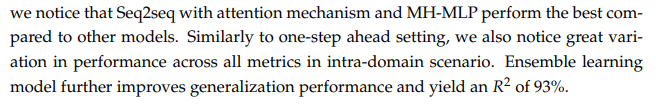 we notice that Seq2seq with attention mechanism and MH-MLP perform the best com-
pared to other models. Similarly to one-step ahead setting, we also notice great vari-
ation in performance across all metrics in intra-domain scenario. Ensemble learning
model further improves generalization performance and yield an R² of 93%.